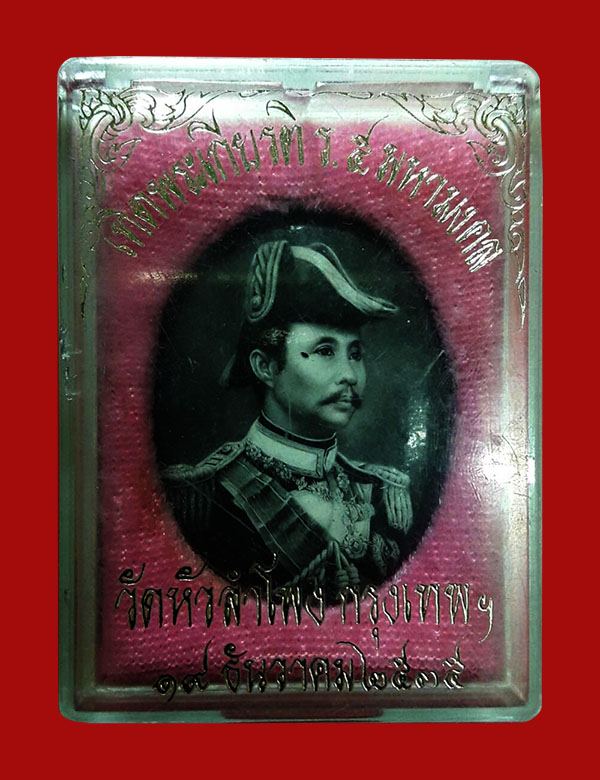 เทิดพระเกียรติ ร.๕ มหามงคล
วัดหัวลำโพง กรุงเทพฯ
๑๙ ธันวาคม ๒๕๓๕